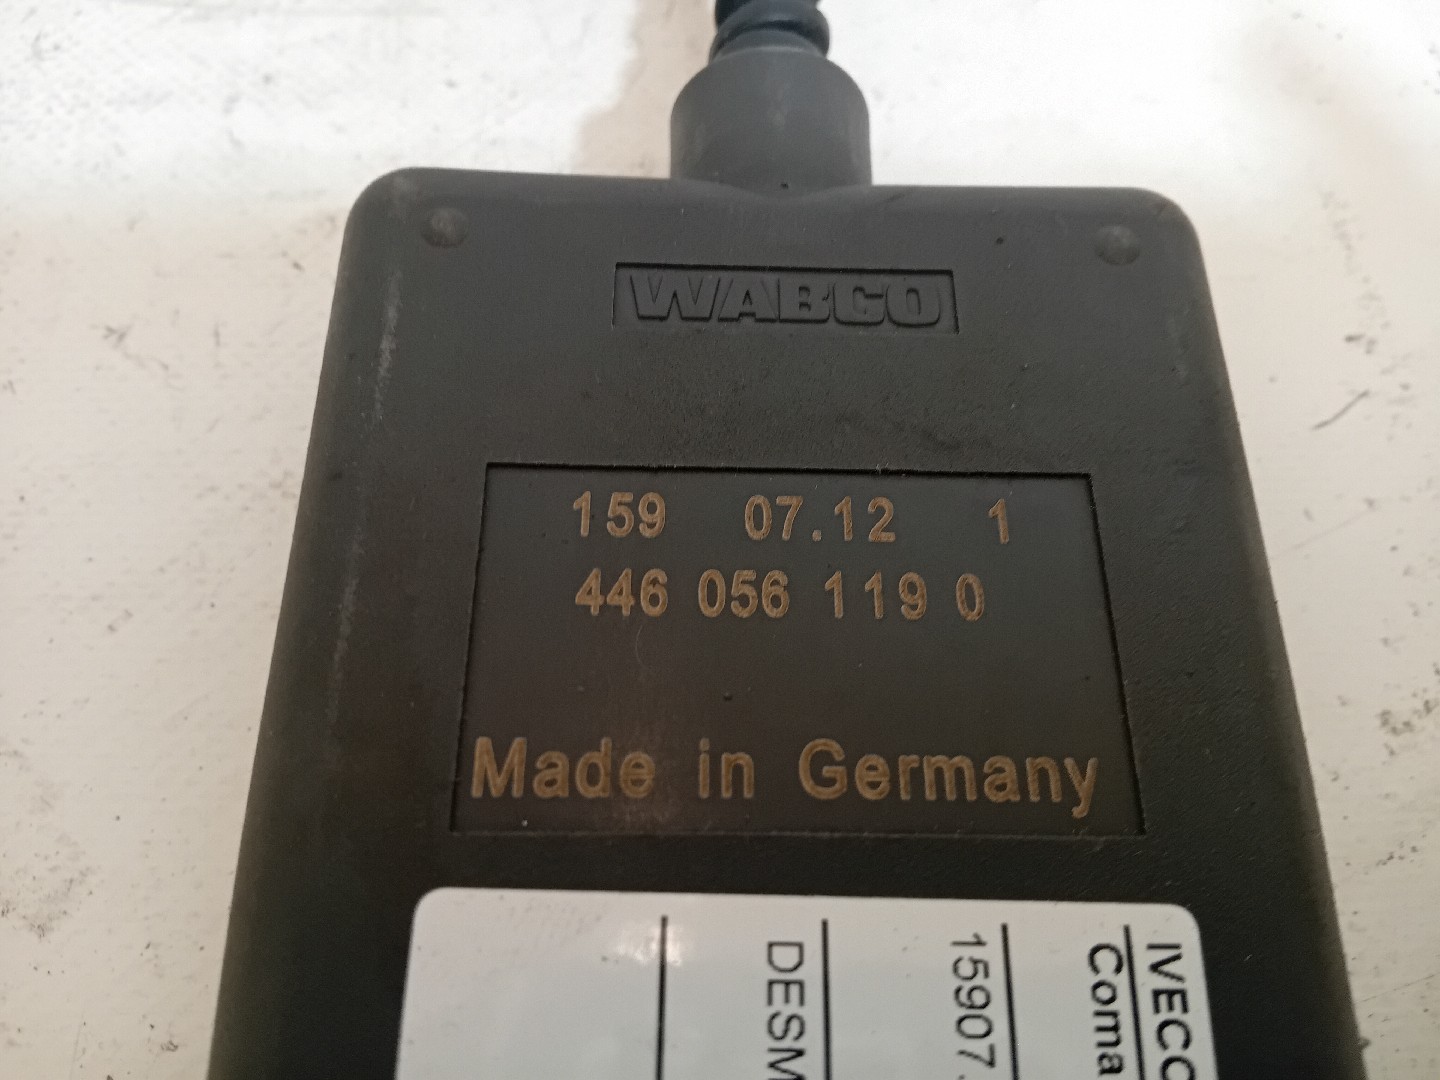 WABCO
159 07.12 1
446 056 119 0
Made in Germany
IVECO
Coma
15907.
DESM